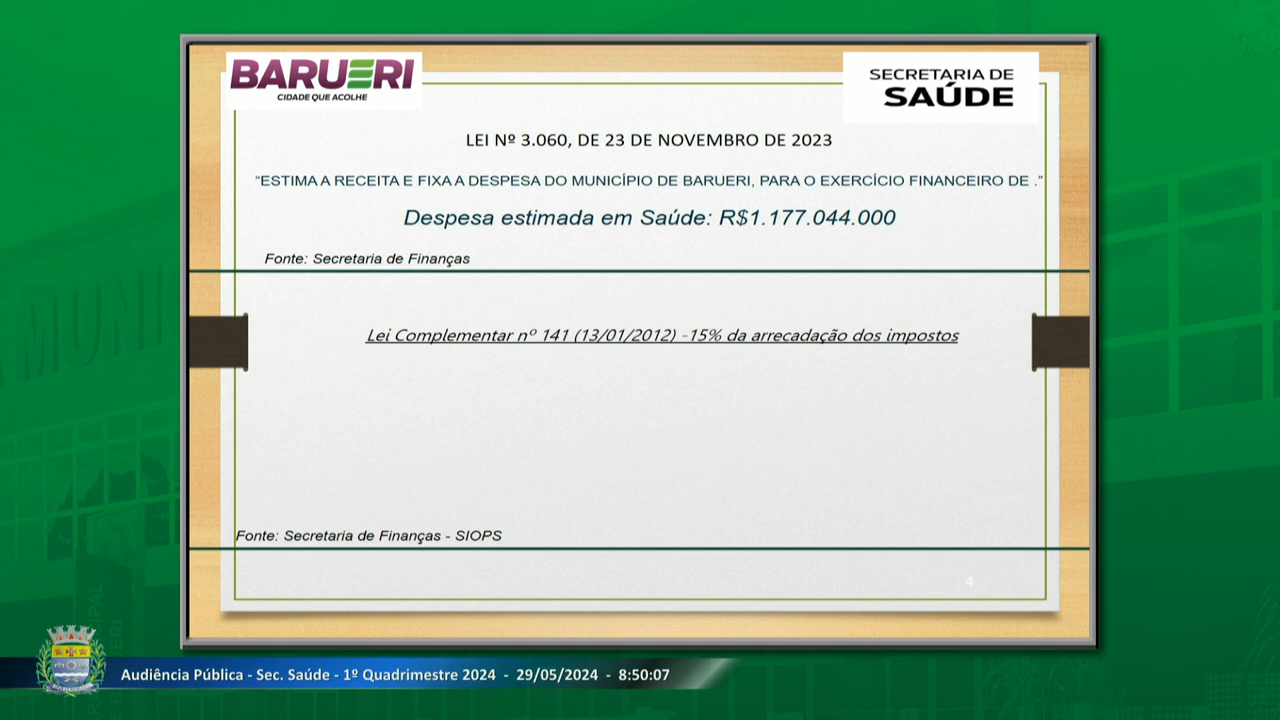 BARUERI
CIDADE QUE ACOLHE
SECRETARIA DE
SAÚDE
LEI Nº 3.060, DE 23 DE NOVEMBRO DE 2023
"ESTIMA A RECEITA E FIXA A DESPESA DO MUNICÍPIO DE BARUERI, PARA O EXERCÍCIO FINANCEIRO DE ."
Despesa estimada em Saúde: R$1.177.044.000
Fonte: Secretaria de Finanças
Lei Complementar nº 141 (13/01/2012) -15% da arrecadação dos impostos
Fonte: Secretaria de Finanças - SIOPS
4
MUNI
Audiência Pública - Sec. Saúde - 1º Quadrimestre 2024 - 29/05/2024 - 8:50:07